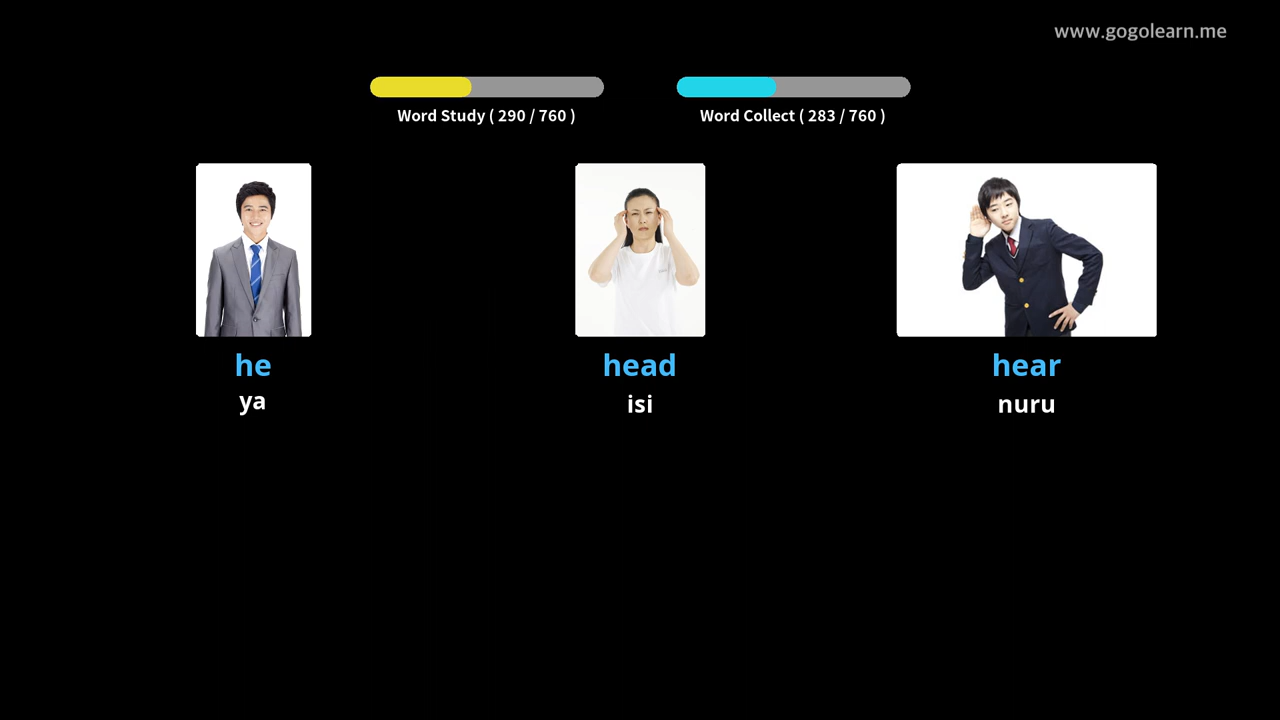 www.gogolearn.me
Word Study ( 290 / 760 )
Word Collect ( 283 / 760 )
he
ya
head
isi
hear
nuru